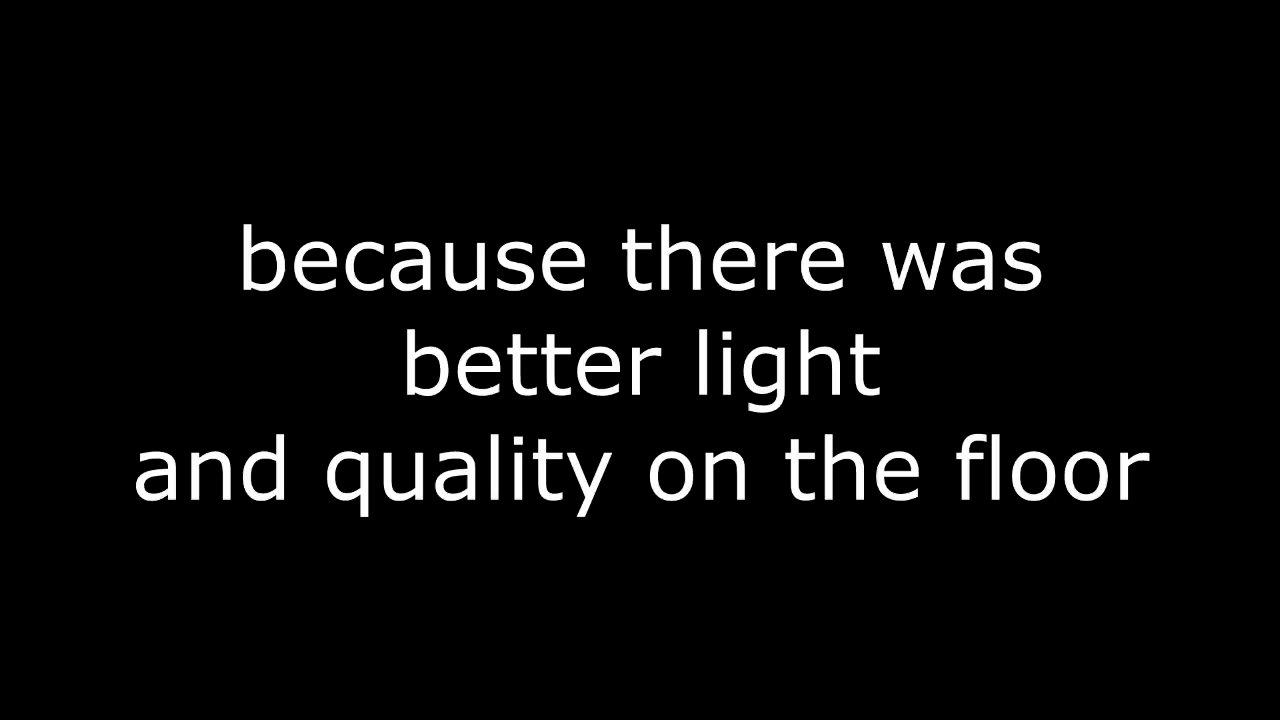 because there was
better light
and quality on the floor